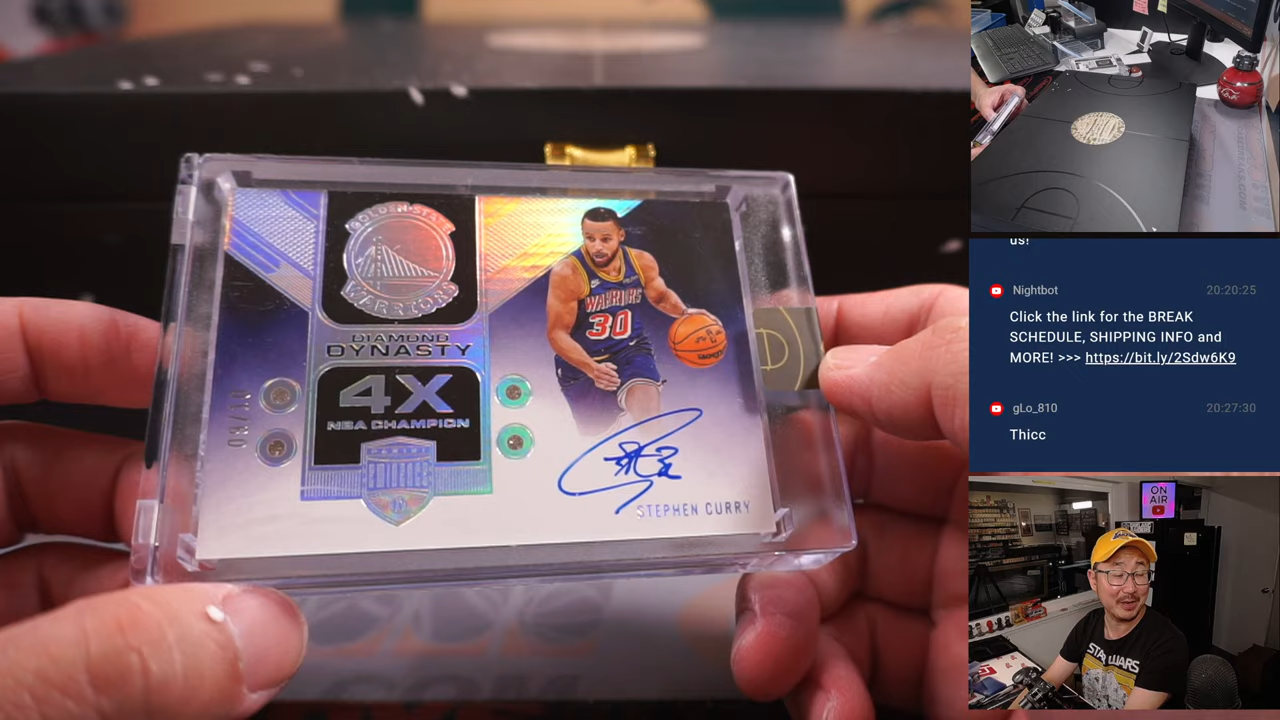 GOLDEN STATE
WARRIORS
DIAMOND
DYNASTY
4X
NBA CHAMPION
WARRIORS
30
STEPHEN CURRY
us!
Nightbot 20:20:25
Click the link for the BREAK
SCHEDULE, SHIPPING INFO and
MORE! >>> https://bit.ly/2Sdw6K9
gLo_810 20:27:30
Thicc
ON
AIR
STAR WARS